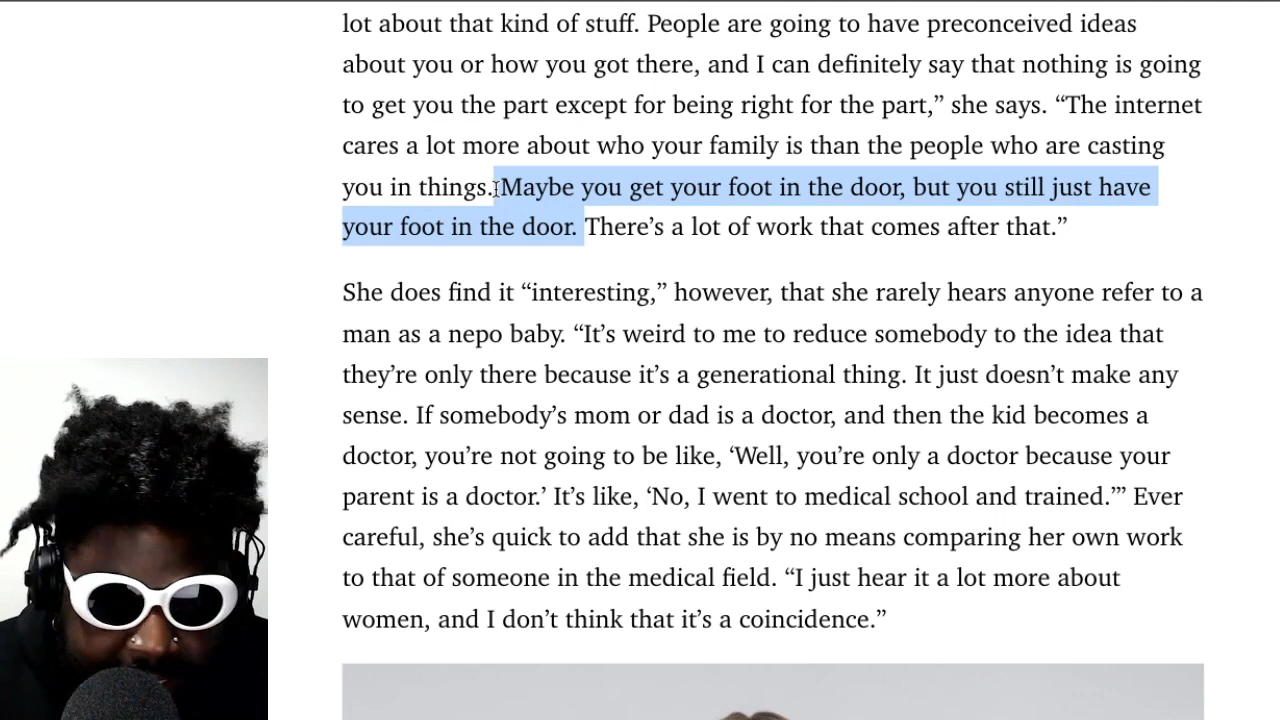 lot about that kind of stuff. People are going to have preconceived ideas
about you or how you got there, and I can definitely say that nothing is going
to get you the part except for being right for the part,” she says. “The internet
cares a lot more about who your family is than the people who are casting
you in things. Maybe you get your foot in the door, but you still just have
your foot in the door. There’s a lot of work that comes after that.”
She does find it “interesting,” however, that she rarely hears anyone refer to a
man as a nepo baby. “It’s weird to me to reduce somebody to the idea that
they’re only there because it’s a generational thing. It just doesn’t make any
sense. If somebody’s mom or dad is a doctor, and then the kid becomes a
doctor, you’re not going to be like, ‘Well, you’re only a doctor because your
parent is a doctor.’ It’s like, ‘No, I went to medical school and trained.’” Ever
careful, she’s quick to add that she is by no means comparing her own work
to that of someone in the medical field. “I just hear it a lot more about
women, and I don’t think that it’s a coincidence.”